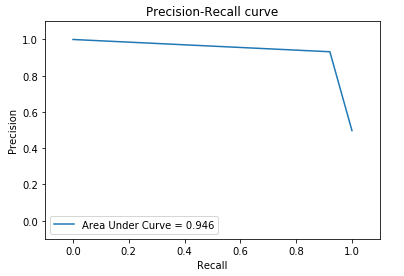 Precision-Recall curve
1.0
0.8
0.6
0.4
0.2
0.0
Precision
Area Under Curve = 0.946
0.0 0.2 0.4 0.6 0.8 1.0
Recall